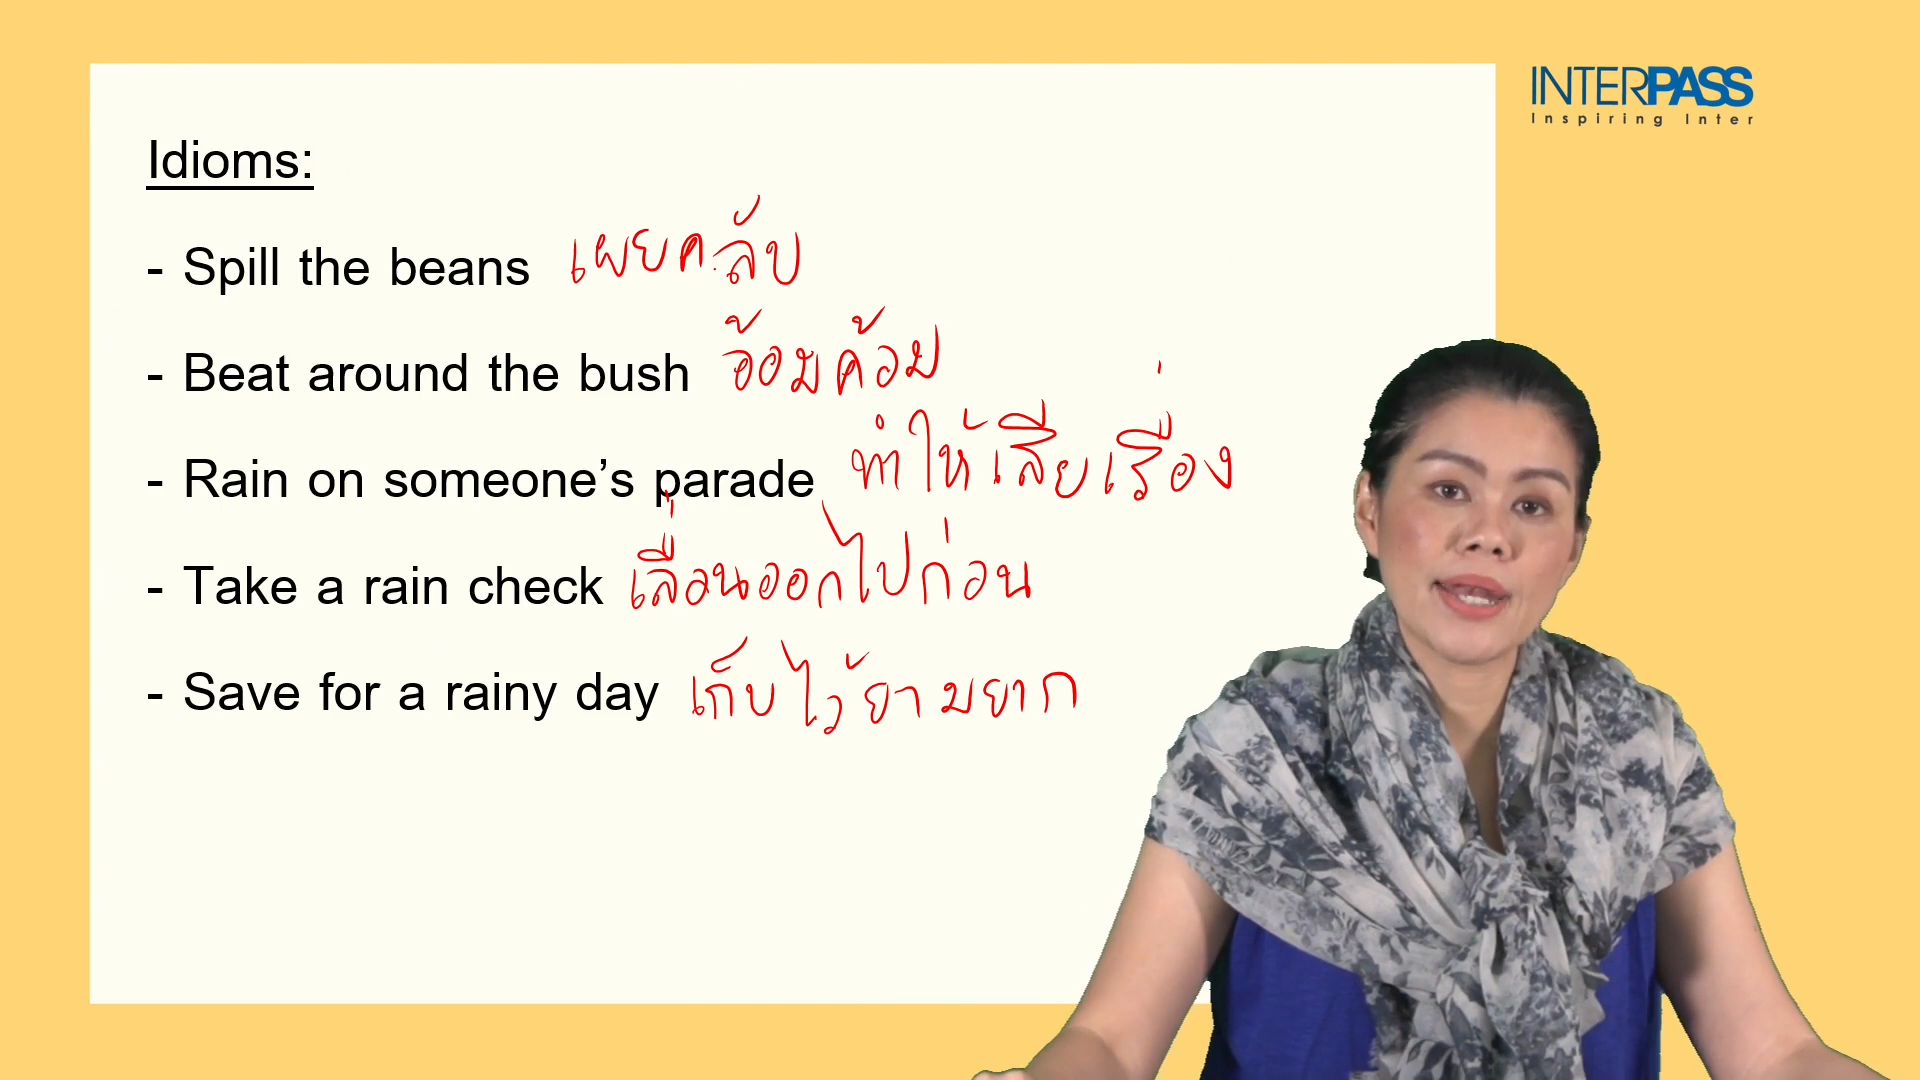 INTERPASS
Inspiring Inter
Idioms:
- Spill the beans เผยความลับ
- Beat around the bush อ้อมค้อม
- Rain on someone’s parade ทำให้เสียเรื่อง
- Take a rain check เลื่อนออกไปก่อน
- Save for a rainy day เก็บไว้ยามยาก